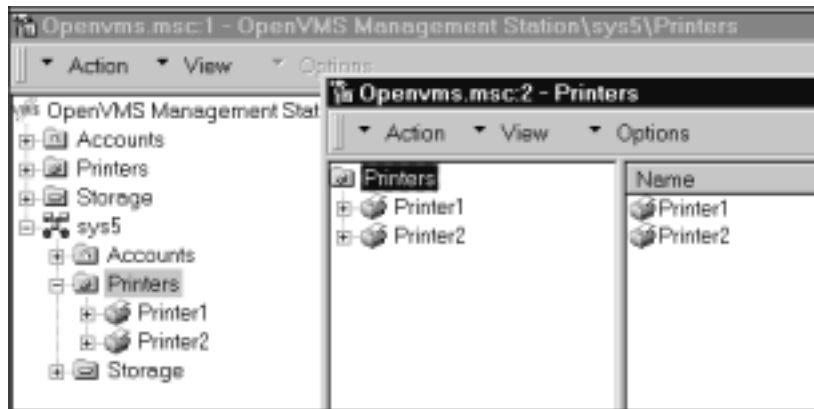 Openvms.msc:1 - OpenVMS Management Station\sys5\Printers
Action View Options
OpenVMS Management Stat
Accounts
Printers
Storage
sys5
Accounts
Printers
Printer1
Printer2
Storage
Openvms.msc:2 - Printers
Action View Options
Printers
Printer1
Printer2
Name
Printer1
Printer2